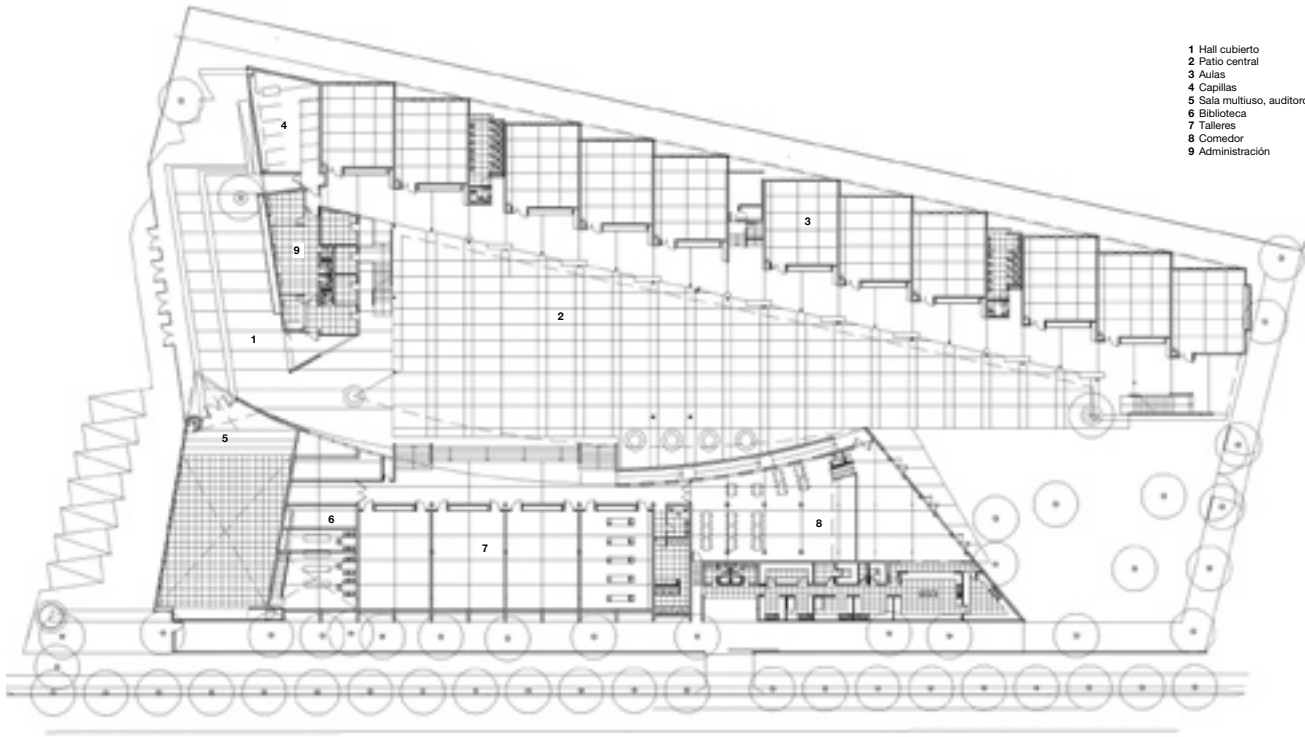 1 Hall cubierto
2 Patio central
3 Aulas
4 Capillas
5 Sala multiuso, auditoro
6 Biblioteca
7 Talleres
8 Comedor
9 Administración
4
3
9
2
1
5
6
8
7